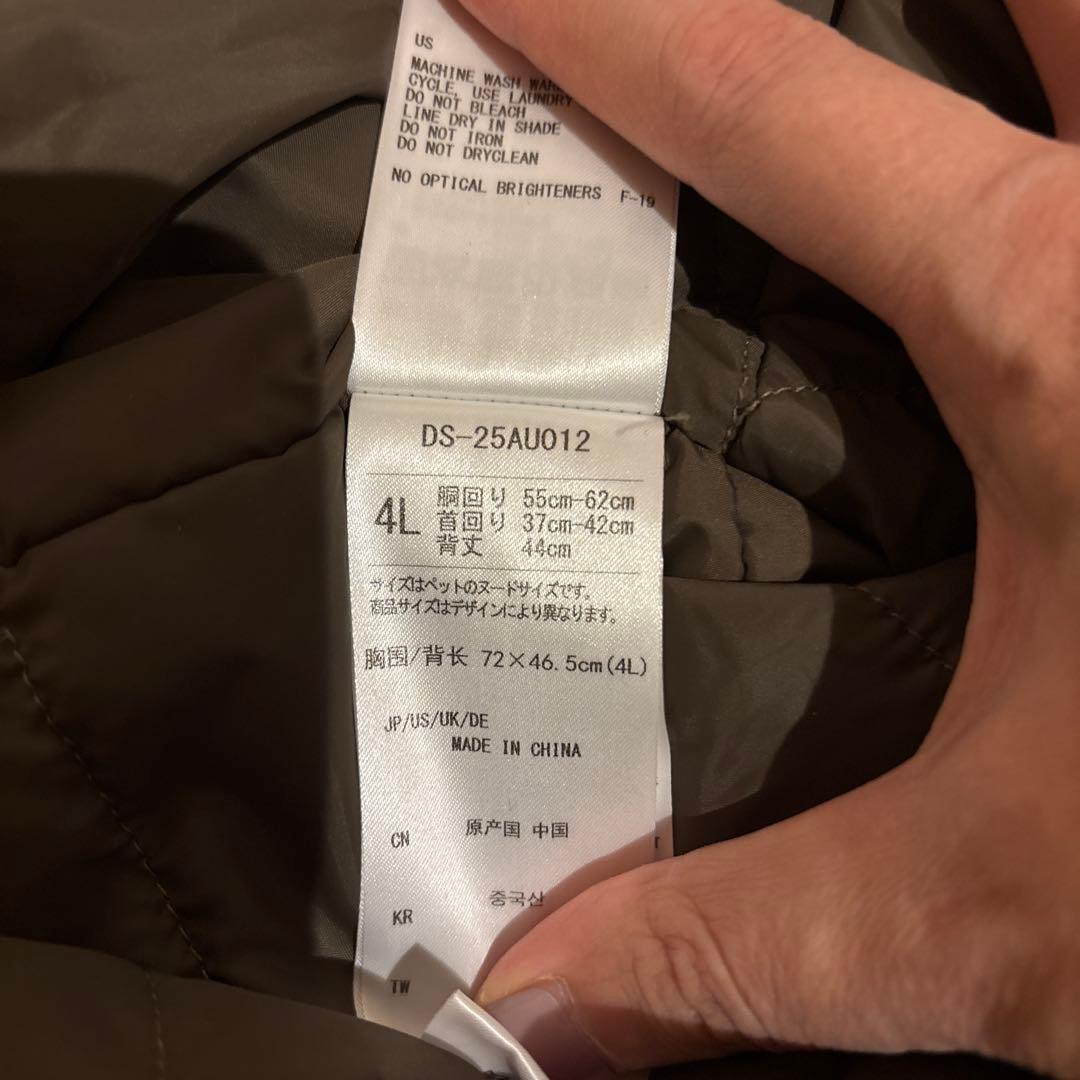 US
MACHINE WASH WAR
CYCLE, USE LAUNDRY
DO NOT BLEACH
LINE DRY IN SHADE
DO NOT IRON
DO NOT DRYCLEAN
NO OPTICAL BRIGHTENERS F-19
DS-25AU012
4L
胴回り 55cm-62cm
首回り 37cm-42cm
背丈 44cm
サイズはペットのヌードサイズです。
商品サイズはデザインにより異なります。
胸围/背长 72×46.5cm(4L)
JP/US/UK/DE
MADE IN CHINA
CN 原产国 中国
KR 중국산
TW